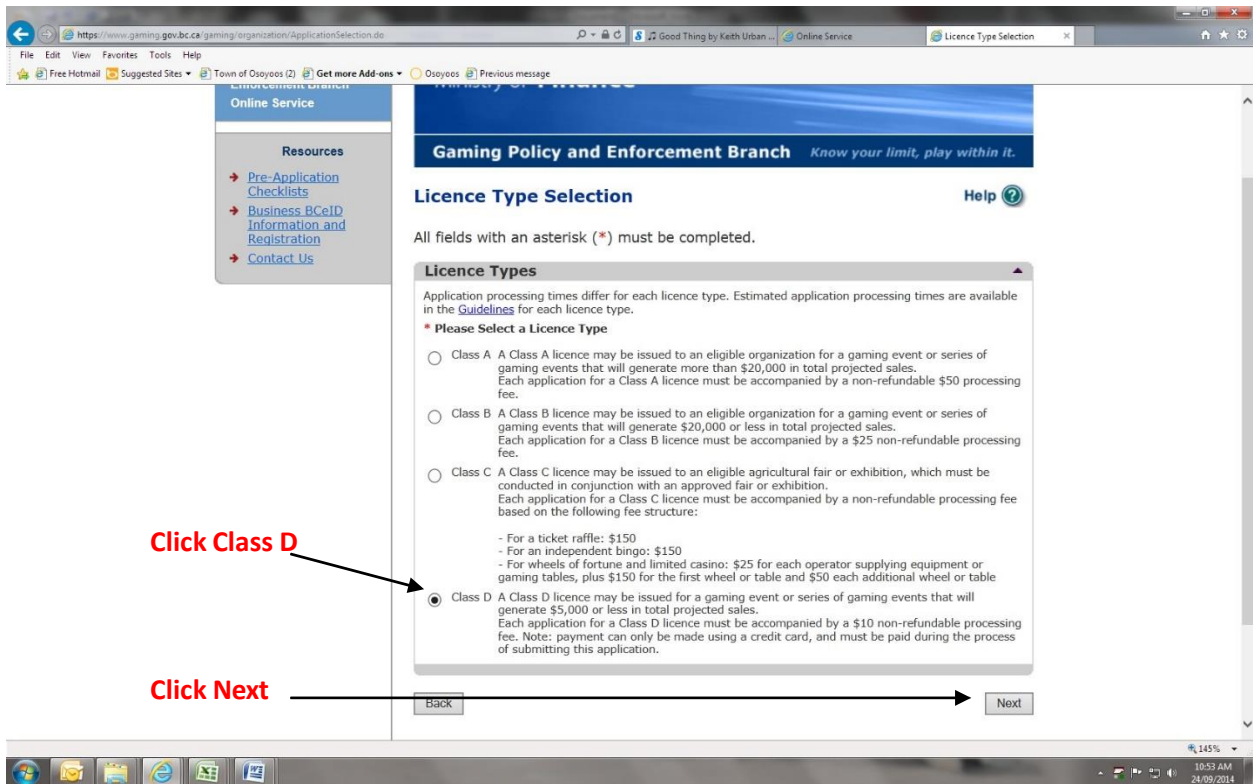 https://www.gaming.gov.bc.ca/gaming/organization/ApplicationSelection.do
Good Thing by Keith Urban ...
Online Service
Licence Type Selection
File Edit View Favorites Tools Help
Free Hotmail Suggested Sites Town of Osoyoos (2) Get more Add-ons Osoyoos Previous message
Enforcement Branch
Online Service
Ministry of Finance
Resources
Pre-Application
Checklists
Business BCeID
Information and
Registration
Contact Us
Gaming Policy and Enforcement Branch Know your limit, play within it.
Licence Type Selection
Help
All fields with an asterisk (*) must be completed.
Licence Types
Application processing times differ for each licence type. Estimated application processing times are available
in the Guidelines for each licence type.
* Please Select a Licence Type
Class A A Class A licence may be issued to an eligible organization for a gaming event or series of
gaming events that will generate more than $20,000 in total projected sales.
Each application for a Class A licence must be accompanied by a non-refundable $50 processing
fee.
Class B A Class B licence may be issued to an eligible organization for a gaming event or series of
gaming events that will generate $20,000 or less in total projected sales.
Each application for a Class B licence must be accompanied by a $25 non-refundable processing
fee.
Class C A Class C licence may be issued to an eligible agricultural fair or exhibition, which must be
conducted in conjunction with an approved fair or exhibition.
Each application for a Class C licence must be accompanied by a non-refundable processing fee
based on the following fee structure:
- For a ticket raffle: $150
- For an independent bingo: $150
- For wheels of fortune and limited casino: $25 for each operator supplying equipment or
gaming tables, plus $150 for the first wheel or table and $50 each additional wheel or table
Click Class D
Class D A Class D licence may be issued for a gaming event or series of gaming events that will
generate $5,000 or less in total projected sales.
Each application for a Class D licence must be accompanied by a $10 non-refundable processing
fee. Note: payment can only be made using a credit card, and must be paid during the process
of submitting this application.
Click Next
Back
Next
145%
10:53 AM
24/09/2014